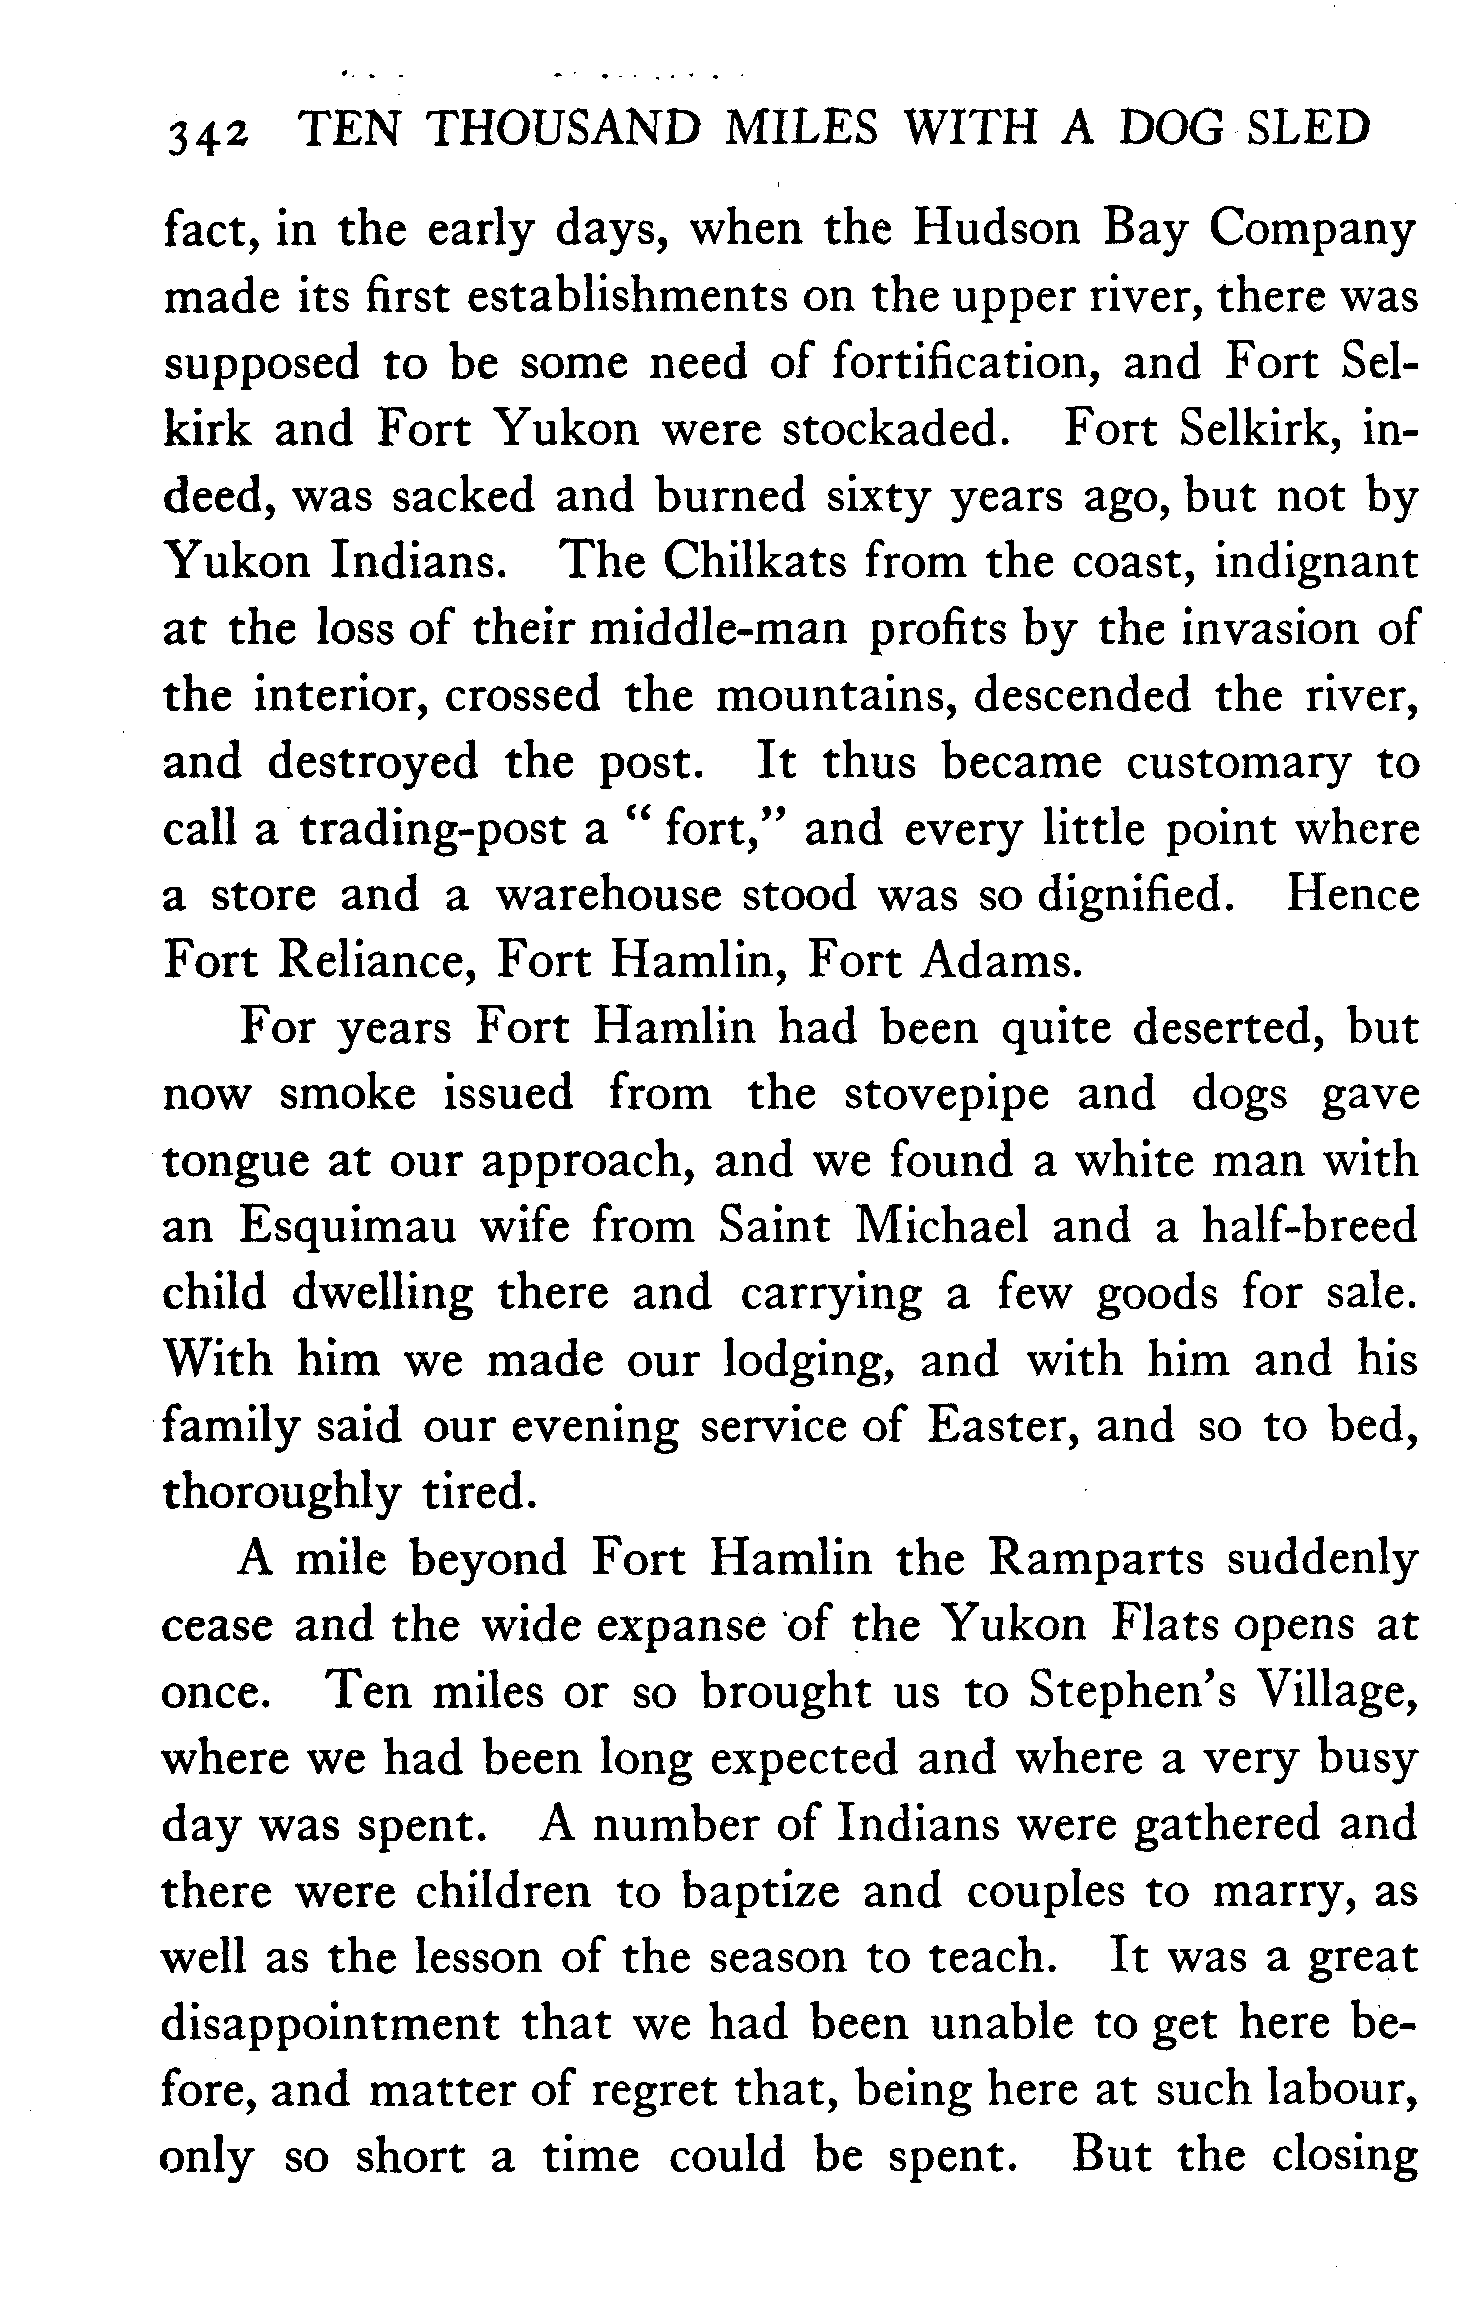 342 TEN THOUSAND MILES WITH A DOG SLED
fact, in the early days, when the Hudson Bay Company
made its first establishments on the upper river, there was
supposed to be some need of fortification, and Fort Sel-
kirk and Fort Yukon were stockaded. Fort Selkirk, in-
deed, was sacked and burned sixty years ago, but not by
Yukon Indians. The Chilkats from the coast, indignant
at the loss of their middle-man profits by the invasion of
the interior, crossed the mountains, descended the river,
and destroyed the post. It thus became customary to
call a trading-post a “ fort,” and every little point where
a store and a warehouse stood was so dignified. Hence
Fort Reliance, Fort Hamlin, Fort Adams.
For years Fort Hamlin had been quite deserted, but
now smoke issued from the stovepipe and dogs gave
tongue at our approach, and we found a white man with
an Esquimau wife from Saint Michael and a half-breed
child dwelling there and carrying a few goods for sale.
With him we made our lodging, and with him and his
family said our evening service of Easter, and so to bed,
thoroughly tired.
A mile beyond Fort Hamlin the Ramparts suddenly
cease and the wide expanse of the Yukon Flats opens at
once. Ten miles or so brought us to Stephen's Village,
where we had been long expected and where a very busy
day was spent. A number of Indians were gathered and
there were children to baptize and couples to marry, as
well as the lesson of the season to teach. It was a great
disappointment that we had been unable to get here be-
fore, and matter of regret that, being here at such labour,
only so short a time could be spent. But the closing